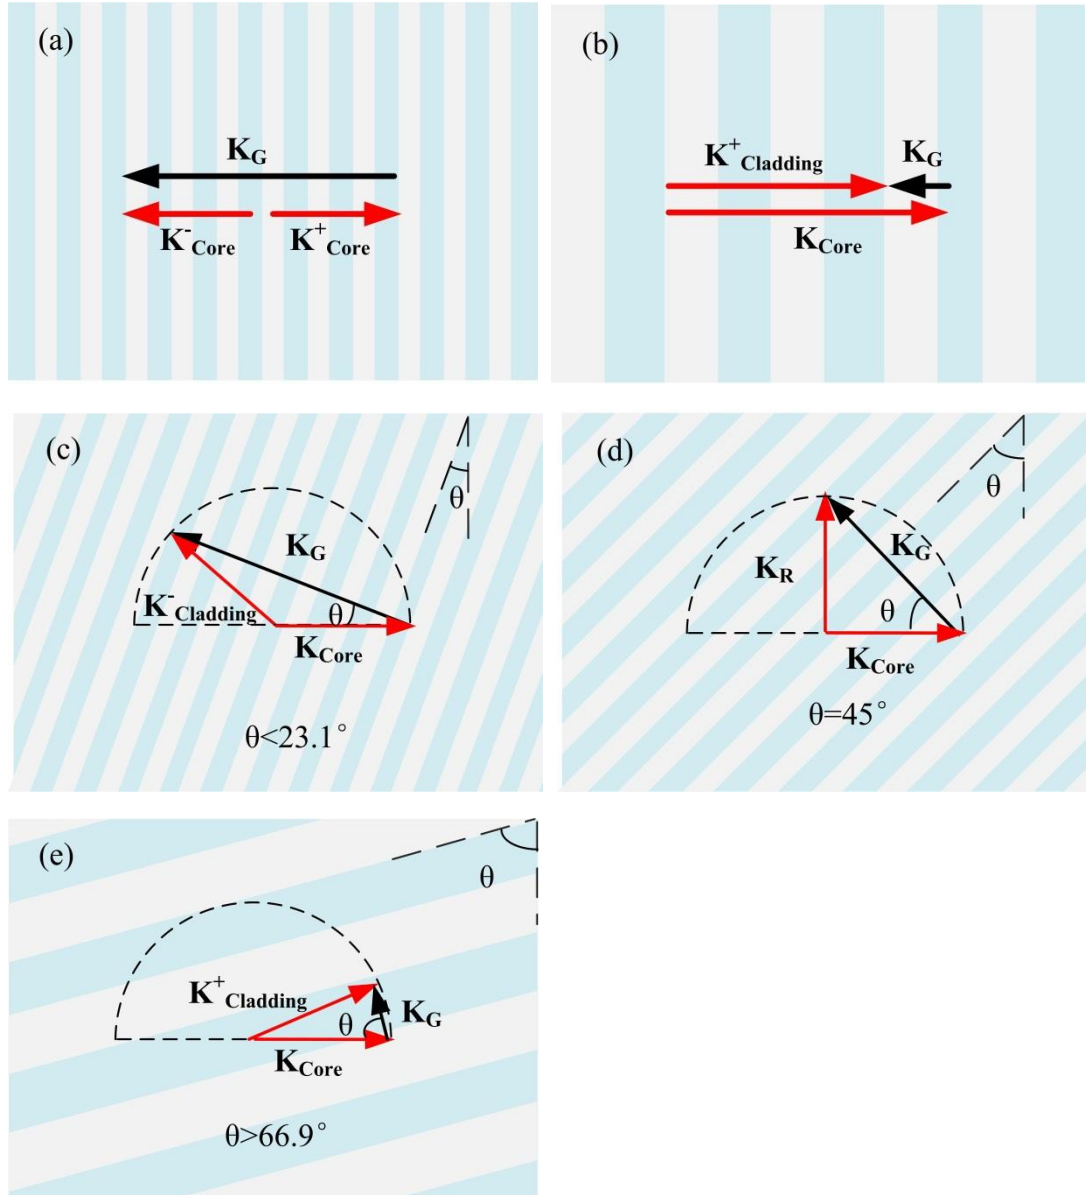 (a)
K_G
K^-_Core K^+_Core
(b)
K^+_Cladding K_G
K_Core
(c)
θ
K_G
K^-_Cladding θ
K_Core
θ<23.1°
(d)
θ
K_R K_G
θ
K_Core
θ=45°
(e)
θ
K^+_Cladding
θ K_G
K_Core
θ>66.9°